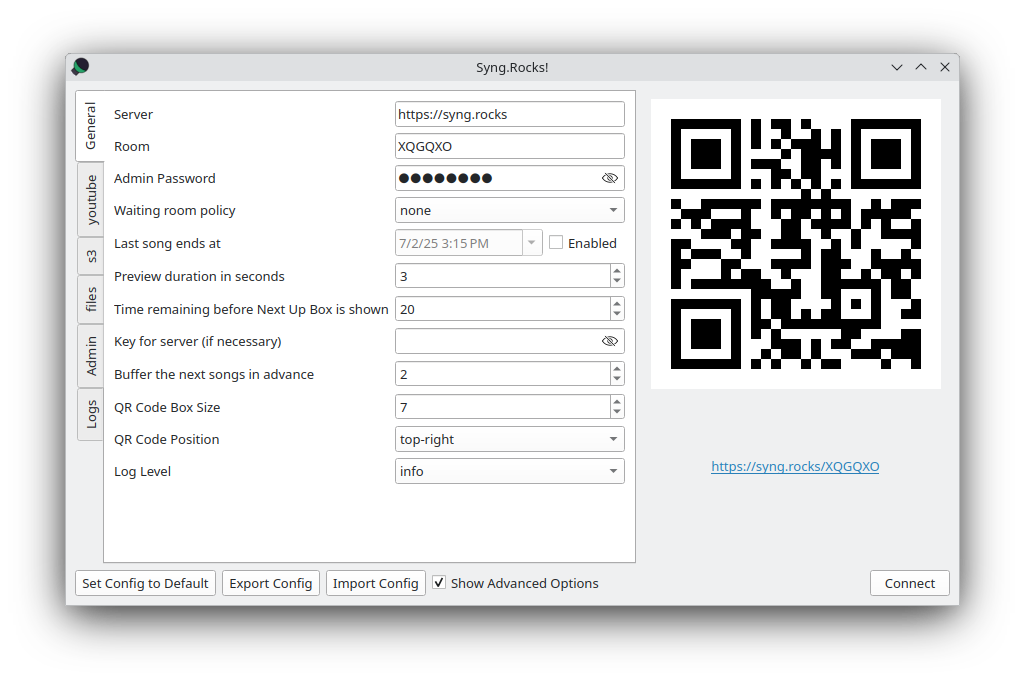 Syng.Rocks!
General
youtube
s3
files
Admin
Logs
Server https://syng.rocks
Room XQGQXO
Admin Password ●●●●●●●●
Waiting room policy none
Last song ends at 7/2/25 3:15 PM Enabled
Preview duration in seconds 3
Time remaining before Next Up Box is shown 20
Key for server (if necessary)
Buffer the next songs in advance 2
QR Code Box Size 7
QR Code Position top-right
Log Level info
https://syng.rocks/XQGQXO
Set Config to Default Export Config Import Config Show Advanced Options Connect